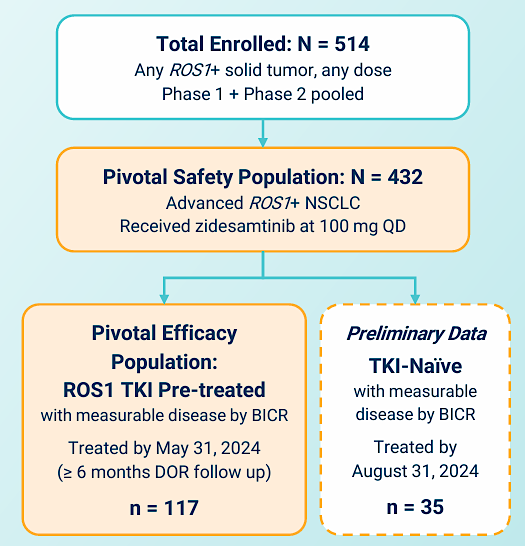 Total Enrolled: N = 514
Any ROS1+ solid tumor, any dose
Phase 1 + Phase 2 pooled
Pivotal Safety Population: N = 432
Advanced ROS1+ NSCLC
Received zidesamtinib at 100 mg QD
Pivotal Efficacy
Population:
ROS1 TKI Pre-treated
with measurable disease by BICR
Treated by May 31, 2024
(≥ 6 months DOR follow up)
n = 117
Preliminary Data
TKI-Naïve
with measurable
disease by BICR
Treated by
August 31, 2024
n = 35